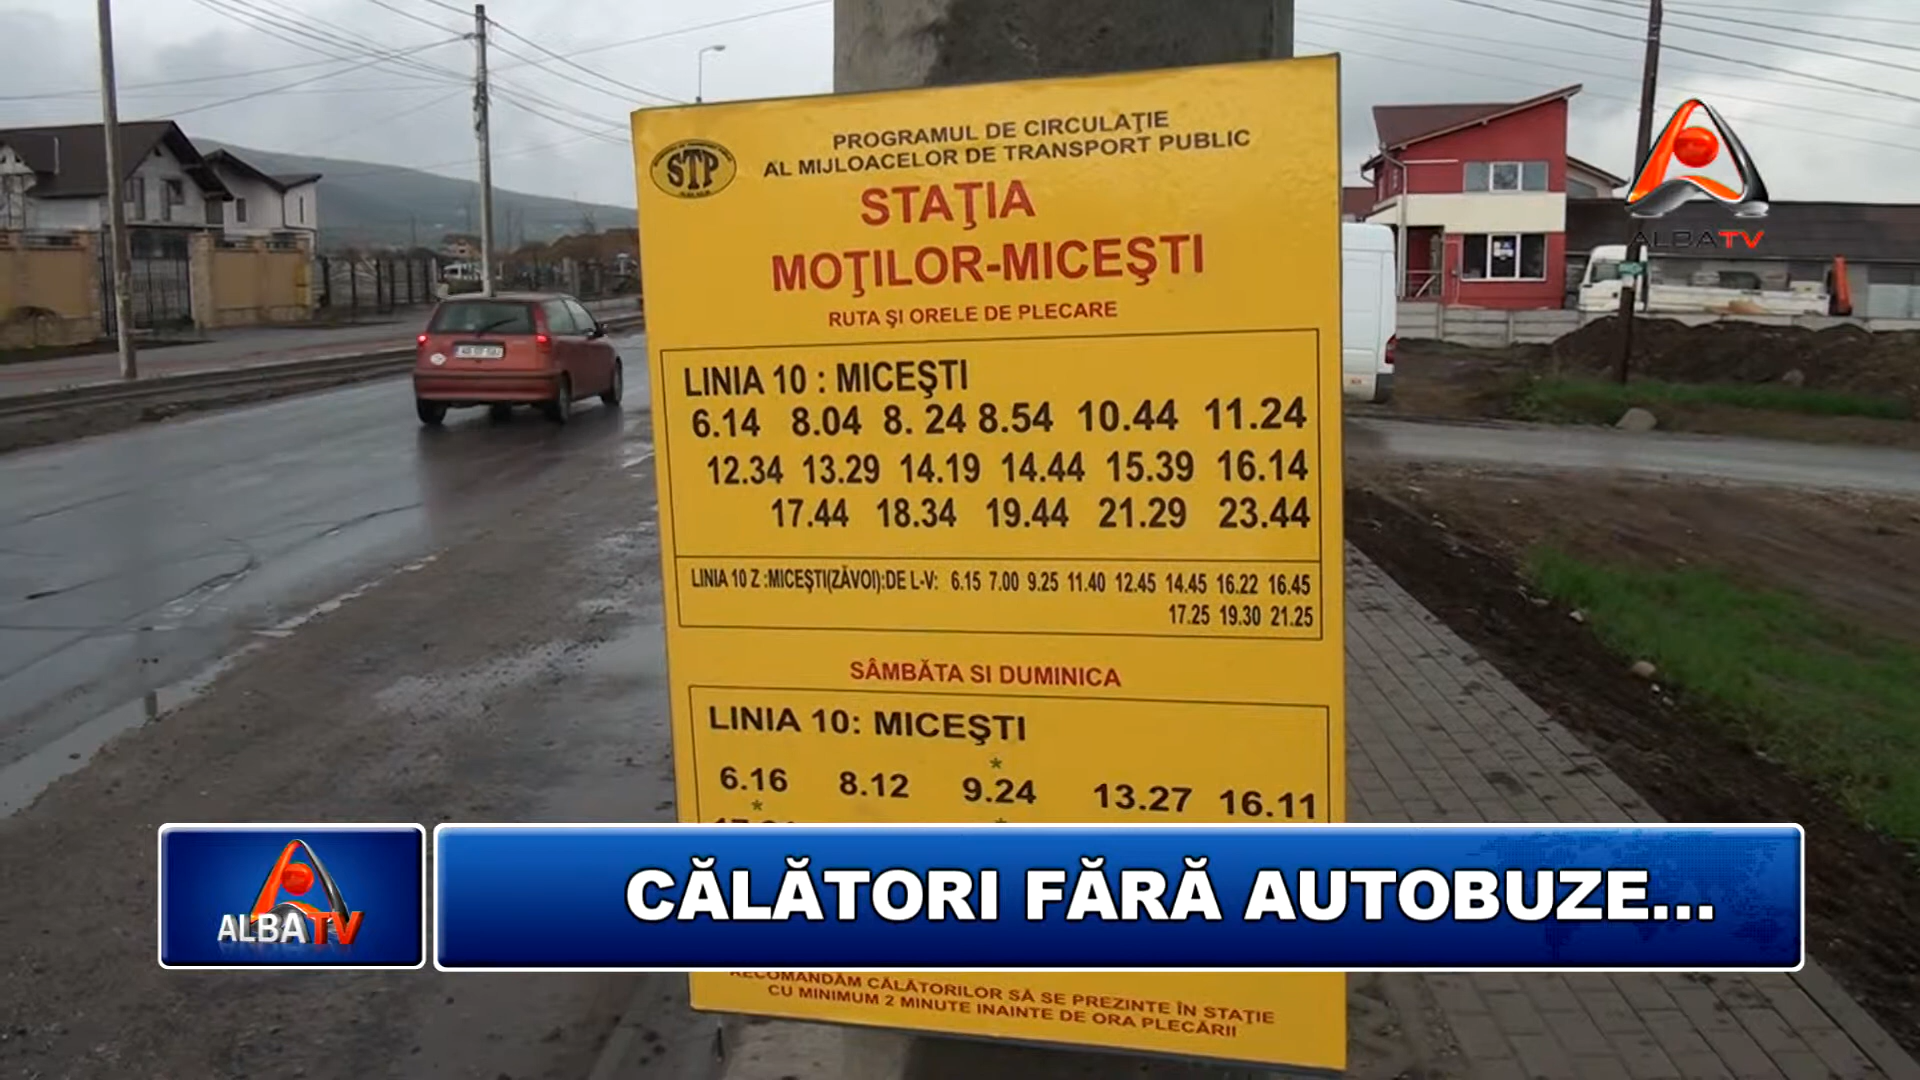 PROGRAMUL DE CIRCULAŢIE
AL MIJLOACELOR DE TRANSPORT PUBLIC
STP
STAŢIA
MOŢILOR-MICEŞTI
RUTA ŞI ORELE DE PLECARE
LINIA 10 : MICEŞTI
6.14 8.04 8. 24 8.54 10.44 11.24
12.34 13.29 14.19 14.44 15.39 16.14
17.44 18.34 19.44 21.29 23.44
LINIA 10 Z :MICEŞTI(ZĂVOI):DE L-V: 6.15 7.00 9.25 11.40 12.45 14.45 16.22 16.45
17.25 19.30 21.25
SÂMBĂTA SI DUMINICA
LINIA 10: MICEŞTI
*
6.16 8.12 9.24 13.27 16.11
*
RECOMANDĂM CĂLĂTORILOR SĂ SE PREZINTE ÎN STAŢIE
CU MINIMUM 2 MINUTE INAINTE DE ORA PLECĂRII
ALBATV
ALBATV
CĂLĂTORI FĂRĂ AUTOBUZE...